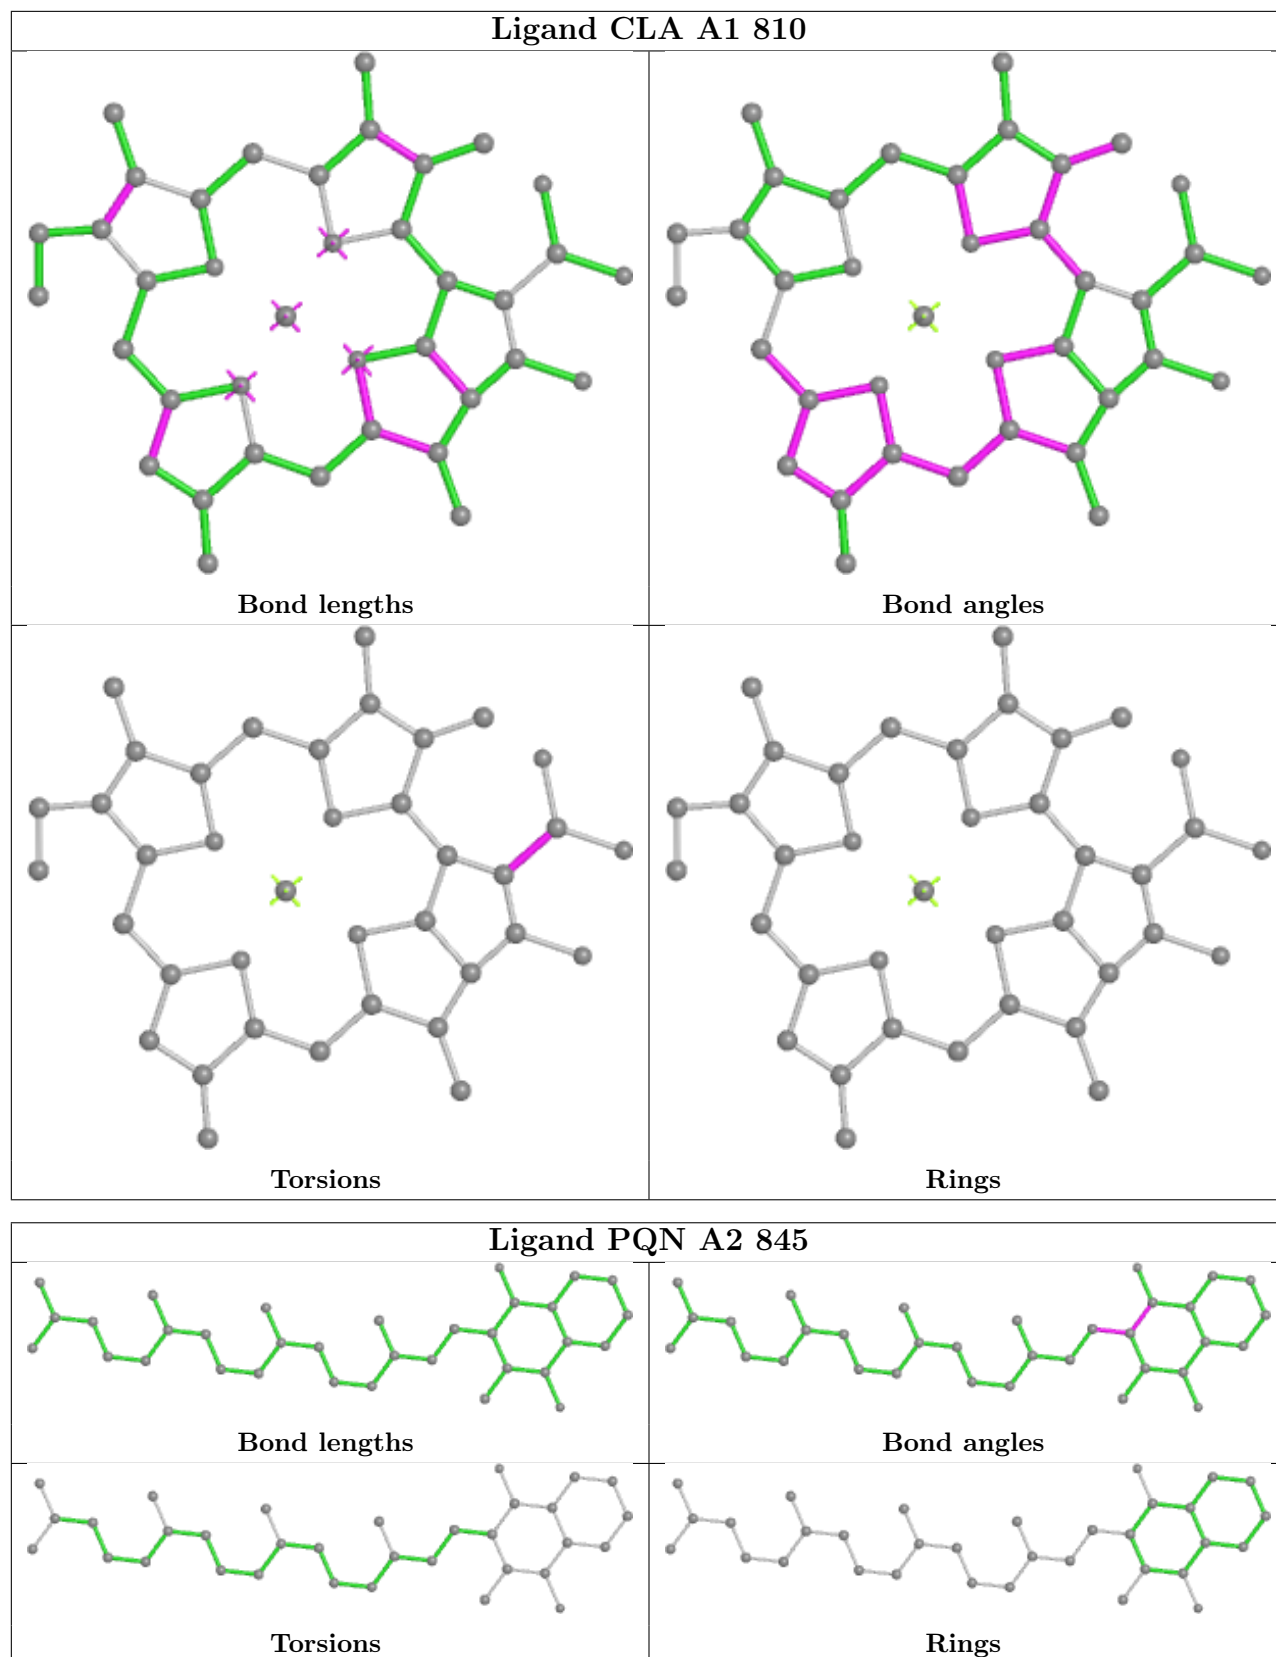 Ligand CLA A1 810
Bond lengths
Bond angles
Torsions
Rings
Ligand PQN A2 845
Bond lengths
Bond angles
Torsions
Rings